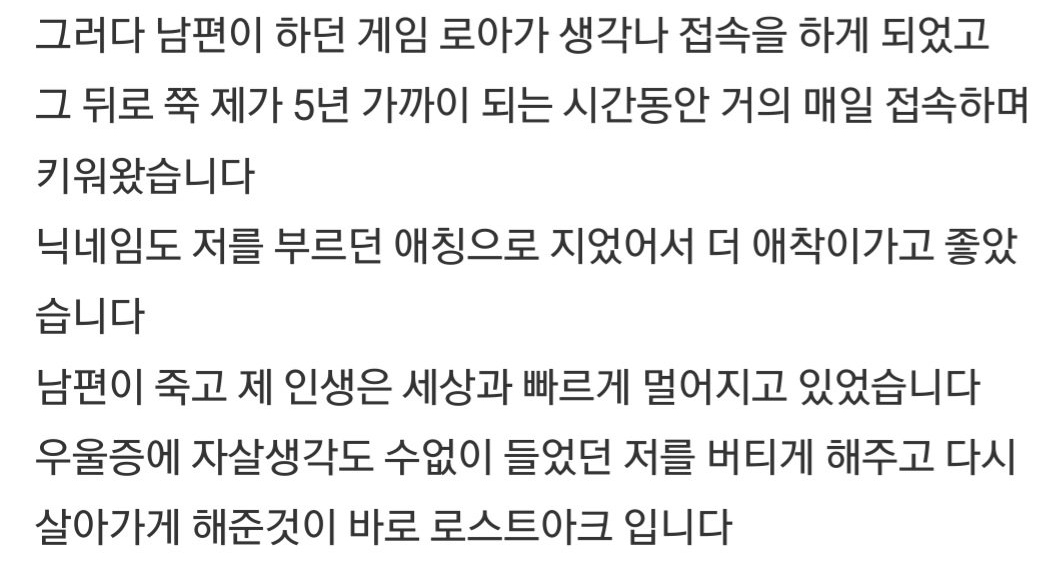 그러다 남편이 하던 게임 로아가 생각나 접속을 하게 되었고
그 뒤로 쭉 제가 5년 가까이 되는 시간동안 거의 매일 접속하며
키워왔습니다
닉네임도 저를 부르던 애칭으로 지었어서 더 애착이가고 좋았
습니다
남편이 죽고 제 인생은 세상과 빠르게 멀어지고 있었습니다
우울증에 자살생각도 수없이 들었던 저를 버티게 해주고 다시
살아가게 해준것이 바로 로스트아크 입니다